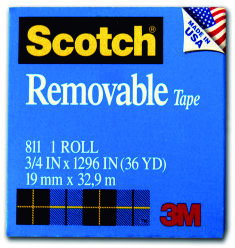 Scotch®
MADE IN
USA
Removable Tape
811 1 ROLL
3/4 IN x 1296 IN (36 YD)
19 mm x 32,9 m
3M